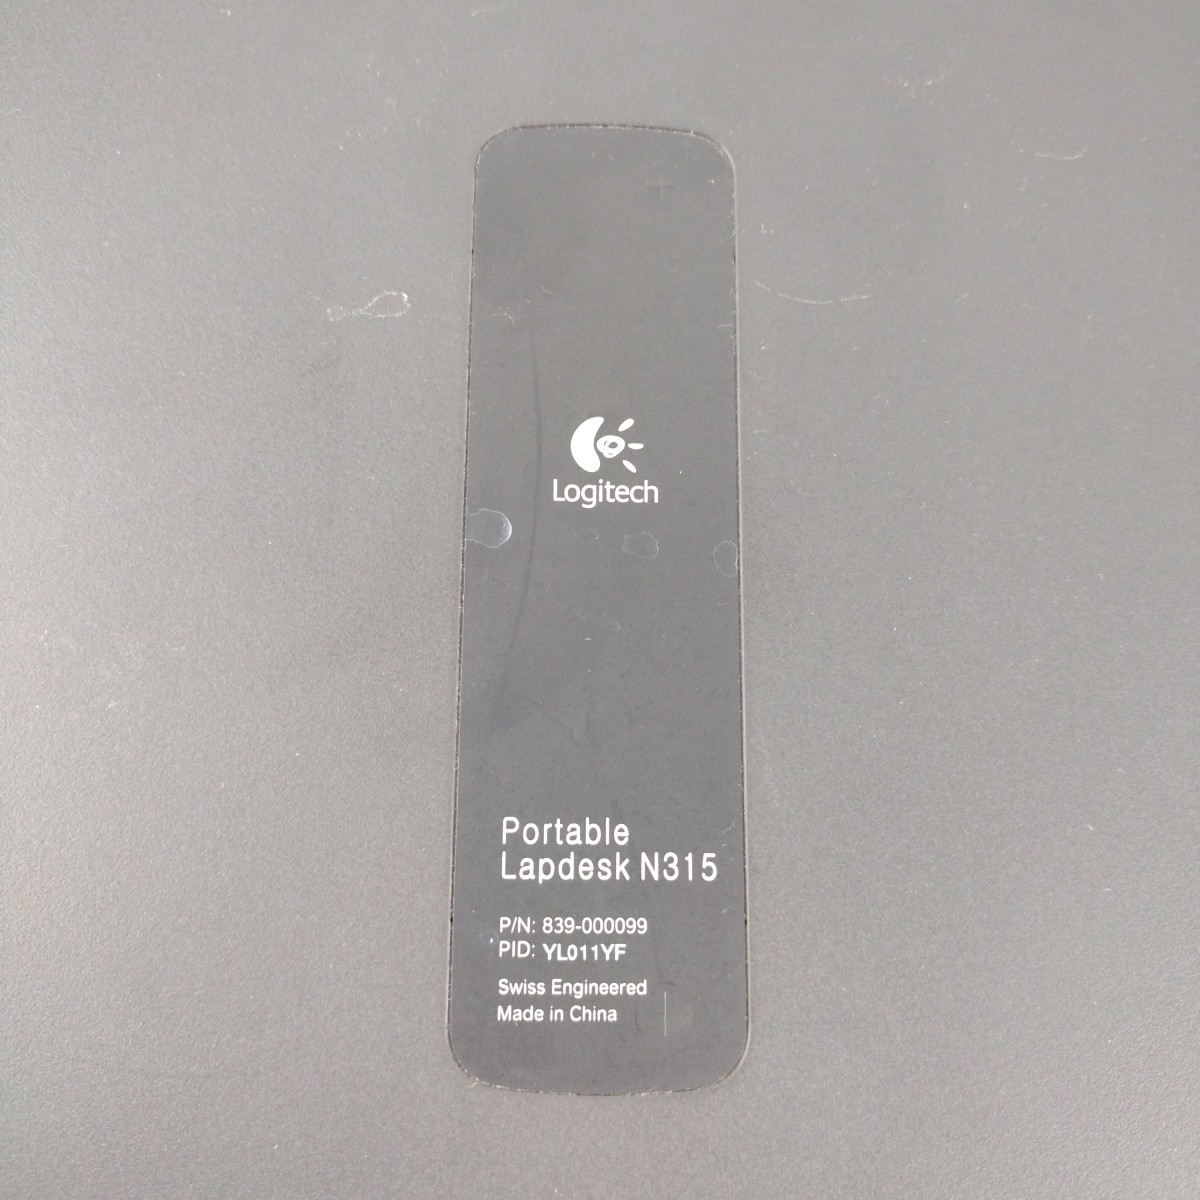 Logitech
Portable
Lapdesk N315
P/N: 839-000099
PID: YL011YF
Swiss Engineered
Made in China